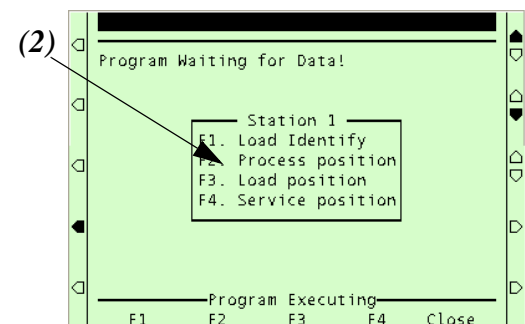 (2)
Program Waiting for Data!
Station 1
F1. Load Identify
F2. Process position
F3. Load position
F4. Service position
Program Executing
F1 F2 F3 F4 Close